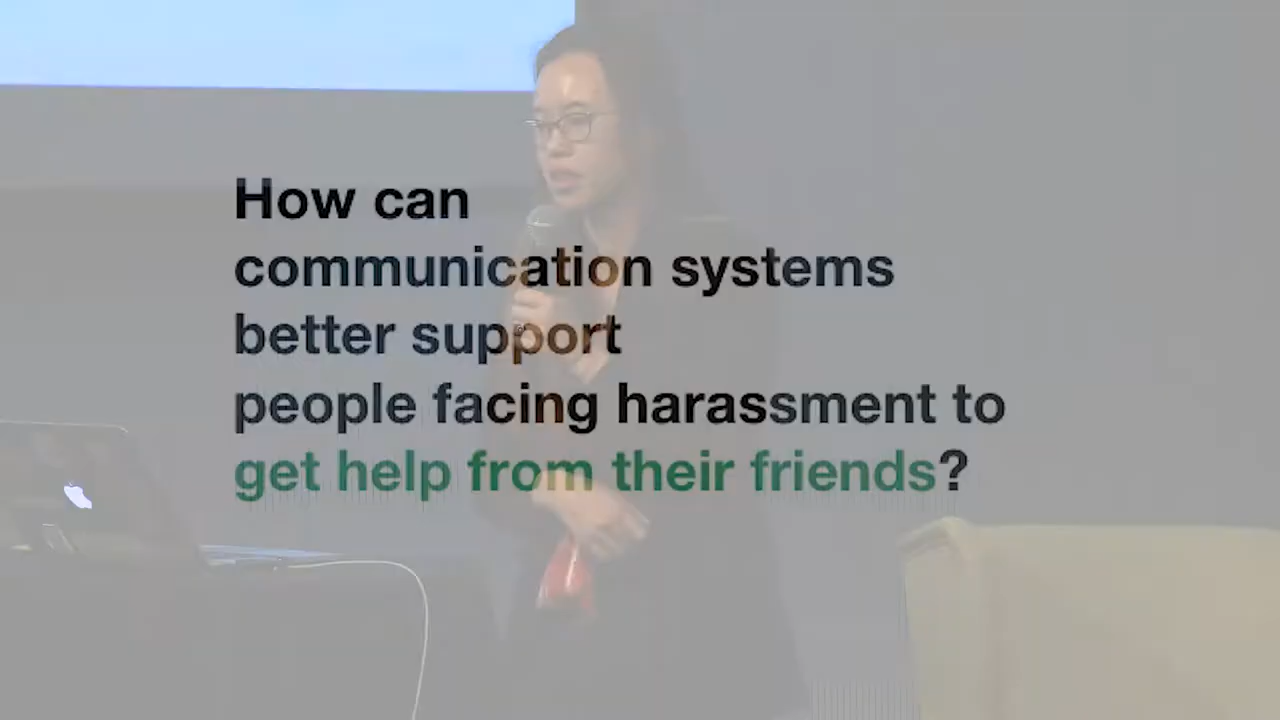 How can
communication systems
better support
people facing harassment to
get help from their friends?